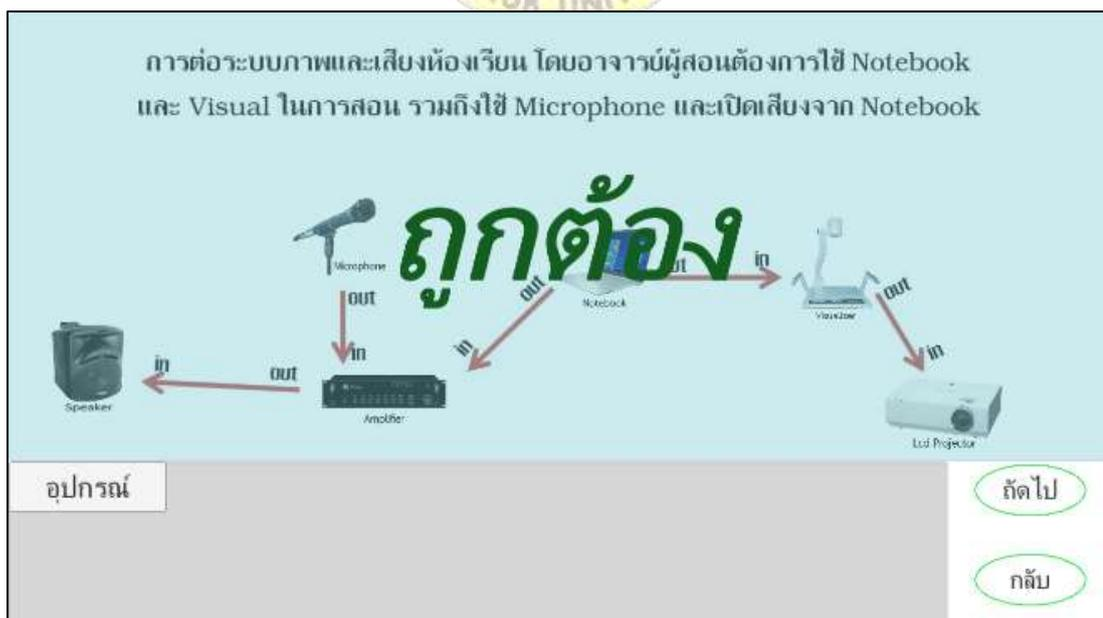 การต่อระบบภาพและเสียงห้องเรียน โดยอาจารย์ผู้สอนต้องการใช้ Notebook
และ Visual ในการสอน รวมถึงใช้ Microphone และเปิดเสียงจาก Notebook
ถูกต้อง
Microphone
out
in
Notebook
out
in
out
in
Visualizer
out
in
Lcd Projector
Speaker
in
out
Amplifier
อุปกรณ์
ถัดไป
กลับ